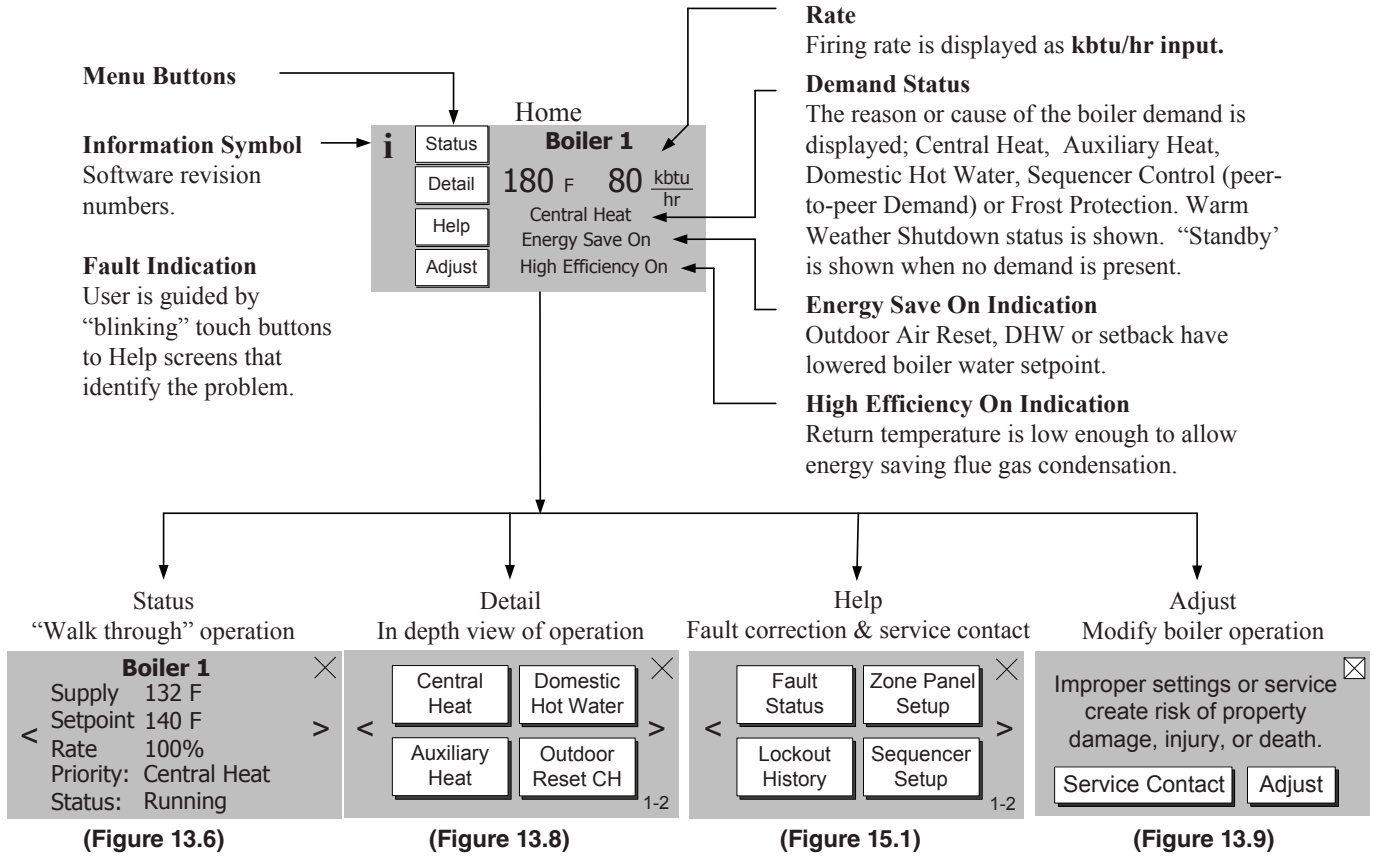 Menu Buttons
Information Symbol
Software revision
numbers.
Fault Indication
User is guided by
“blinking” touch buttons
to Help screens that
identify the problem.
Home
i
Status
Detail
Help
Adjust
Boiler 1
180 F 80 kbtu
hr
Central Heat
Energy Save On
High Efficiency On
Rate
Firing rate is displayed as kbtu/hr input.
Demand Status
The reason or cause of the boiler demand is
displayed; Central Heat, Auxiliary Heat,
Domestic Hot Water, Sequencer Control (peer-
to-peer Demand) or Frost Protection. Warm
Weather Shutdown status is shown. “Standby’
is shown when no demand is present.
Energy Save On Indication
Outdoor Air Reset, DHW or setback have
lowered boiler water setpoint.
High Efficiency On Indication
Return temperature is low enough to allow
energy saving flue gas condensation.
Status
“Walk through” operation
Boiler 1
Supply 132 F
Setpoint 140 F
Rate 100%
Priority: Central Heat
Status: Running
< >
(Figure 13.6)
Detail
In depth view of operation
Central
Heat
Domestic
Hot Water
Auxiliary
Heat
Outdoor
Reset CH
< >
1-2
(Figure 13.8)
Help
Fault correction & service contact
Fault
Status
Zone Panel
Setup
Lockout
History
Sequencer
Setup
< >
1-2
(Figure 15.1)
Adjust
Modify boiler operation
Improper settings or service
create risk of property
damage, injury, or death.
Service Contact
Adjust
(Figure 13.9)